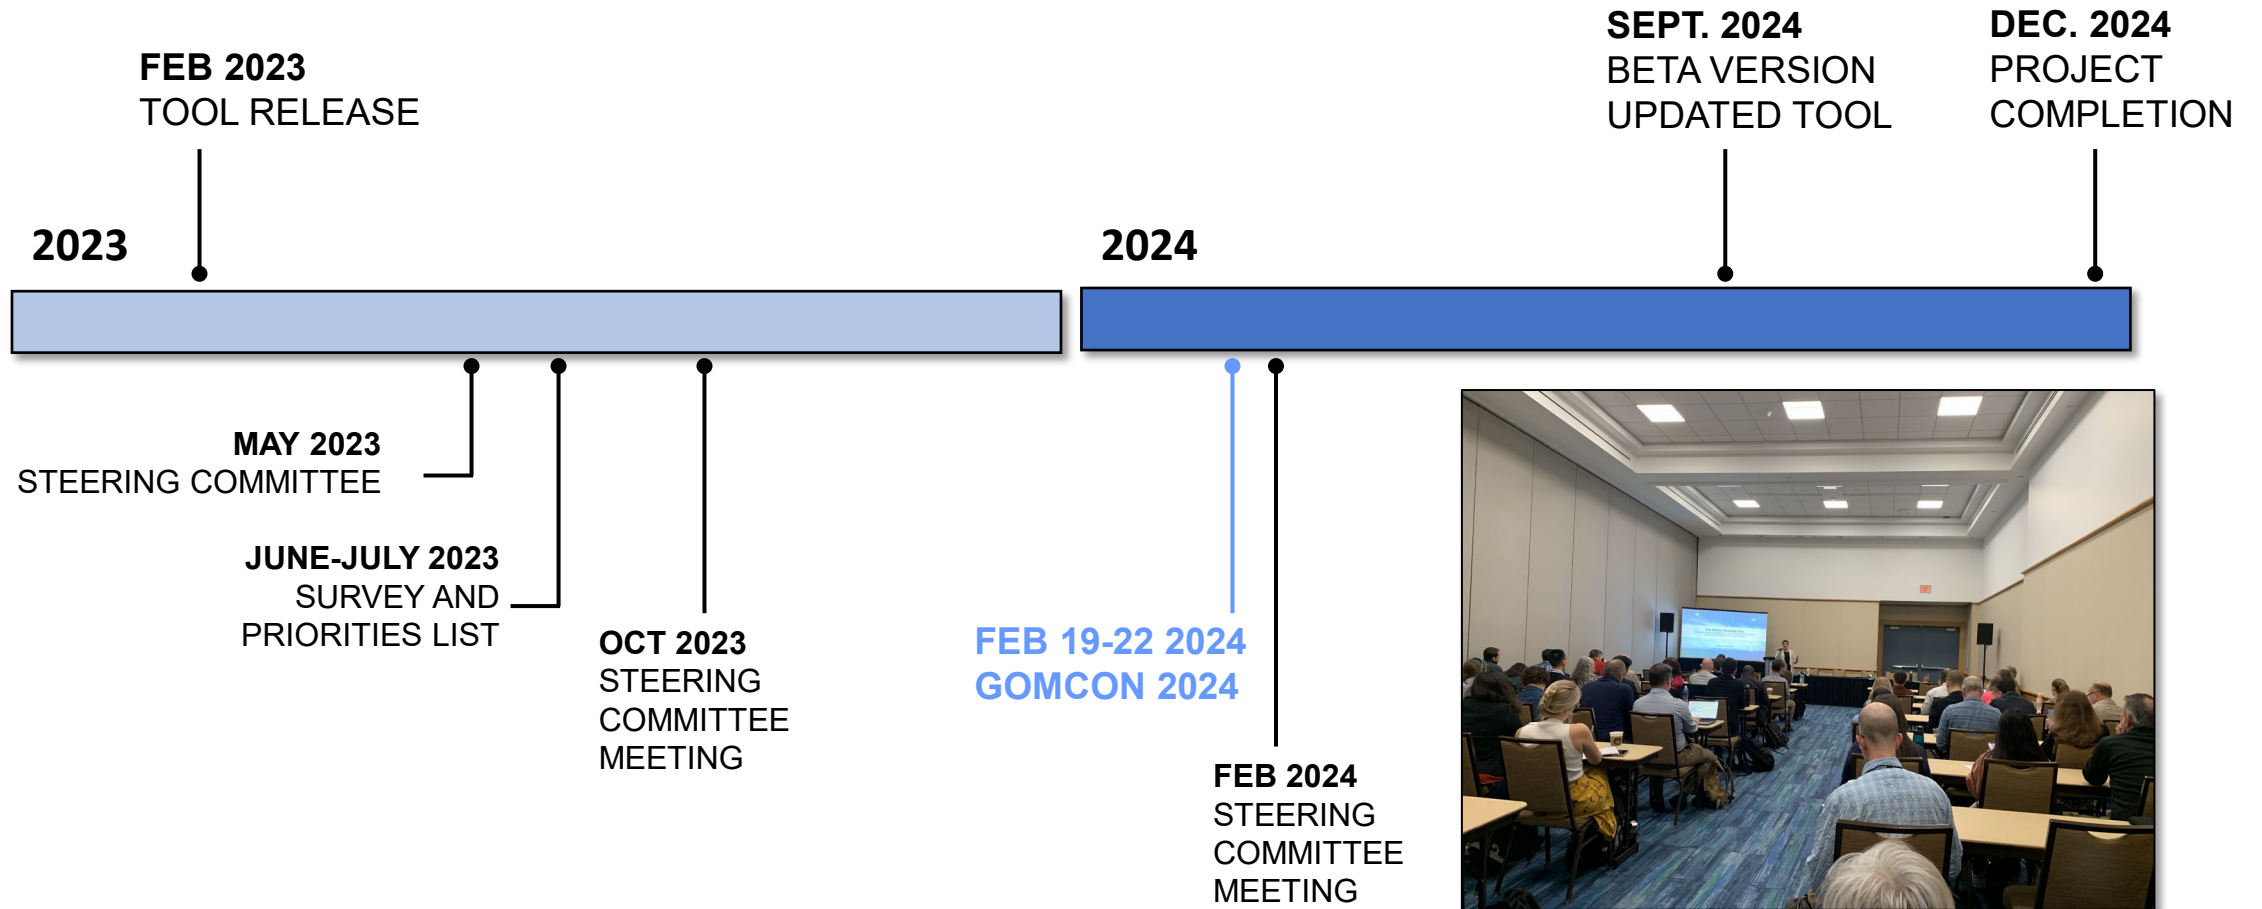 FEB 2023
TOOL RELEASE
SEPT. 2024
BETA VERSION
UPDATED TOOL
DEC. 2024
PROJECT
COMPLETION
2023
2024
MAY 2023
STEERING COMMITTEE
JUNE-JULY 2023
SURVEY AND
PRIORITIES LIST
OCT 2023
STEERING
COMMITTEE
MEETING
FEB 19-22 2024
GOMCON 2024
FEB 2024
STEERING
COMMITTEE
MEETING